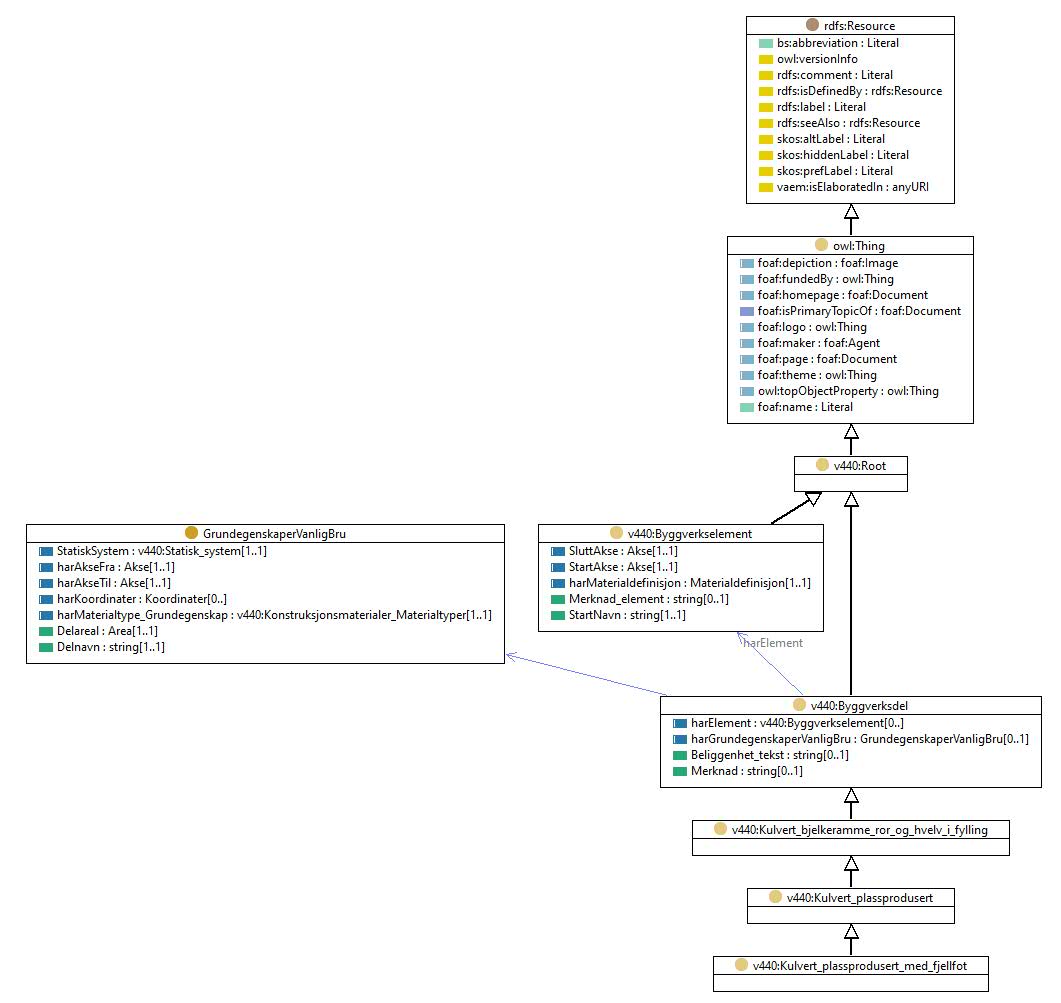 rdfs:Resource
bs:abbreviation : Literal
owl:versionInfo
rdfs:comment : Literal
rdfs:isDefinedBy : rdfs:Resource
rdfs:label : Literal
rdfs:seeAlso : rdfs:Resource
skos:altLabel : Literal
skos:hiddenLabel : Literal
skos:prefLabel : Literal
vaem:isElaboratedIn : anyURI
owl:Thing
foaf:depiction : foaf:Image
foaf:fundedBy : owl:Thing
foaf:homepage : foaf:Document
foaf:isPrimaryTopicOf : foaf:Document
foaf:logo : owl:Thing
foaf:maker : foaf:Agent
foaf:page : foaf:Document
foaf:theme : owl:Thing
owl:topObjectProperty : owl:Thing
foaf:name : Literal
v440:Root
GrundegenskaperVanligBru
StatiskSystem : v440:Statisk_system[1..1]
harAkseFra : Akse[1..1]
harAkseTil : Akse[1..1]
harKoordinater : Koordinater[0..]
harMaterialtype_Grundegenskap : v440:Konstruksjonsmaterialer_Materialtyper[1..1]
Delareal : Area[1..1]
Delnavn : string[1..1]
v440:Byggverkselement
SluttAkse : Akse[1..1]
StartAkse : Akse[1..1]
harMaterialdefinisjon : Materialdefinisjon[1..1]
Merknad_element : string[0..1]
StartNavn : string[1..1]
harElement
v440:Byggverksdel
harElement : v440:Byggverkselement[0..]
harGrundegenskaperVanligBru : GrundegenskaperVanligBru[0..1]
Beliggenhet_tekst : string[0..1]
Merknad : string[0..1]
v440:Kulvert_bjelkeramme_ror_og_hvelv_i_fylling
v440:Kulvert_plassprodusert
v440:Kulvert_plassprodusert_med_fjellfot